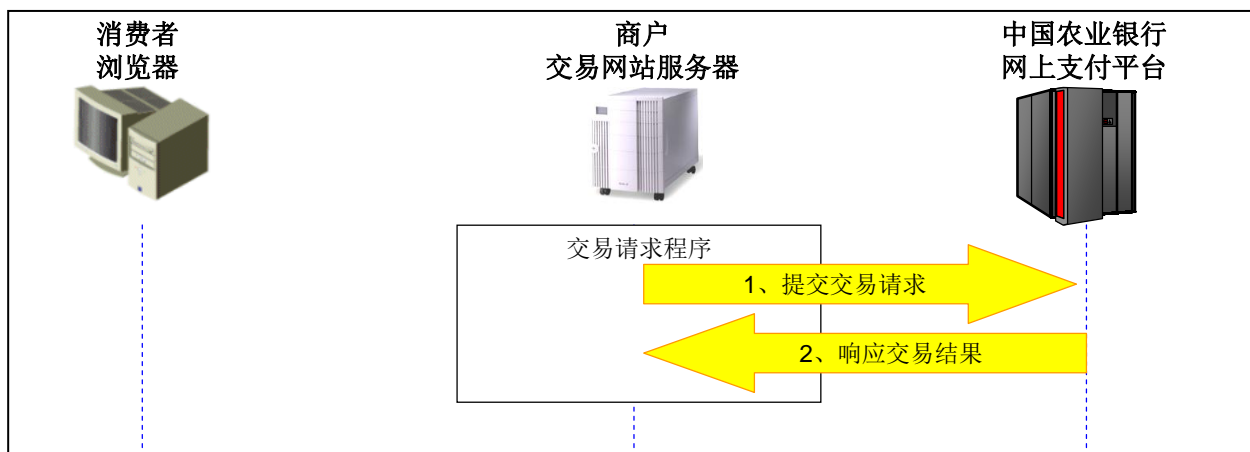 消费者
浏览器
商户
交易网站服务器
中国农业银行
网上支付平台
交易请求程序
1、提交交易请求
2、响应交易结果